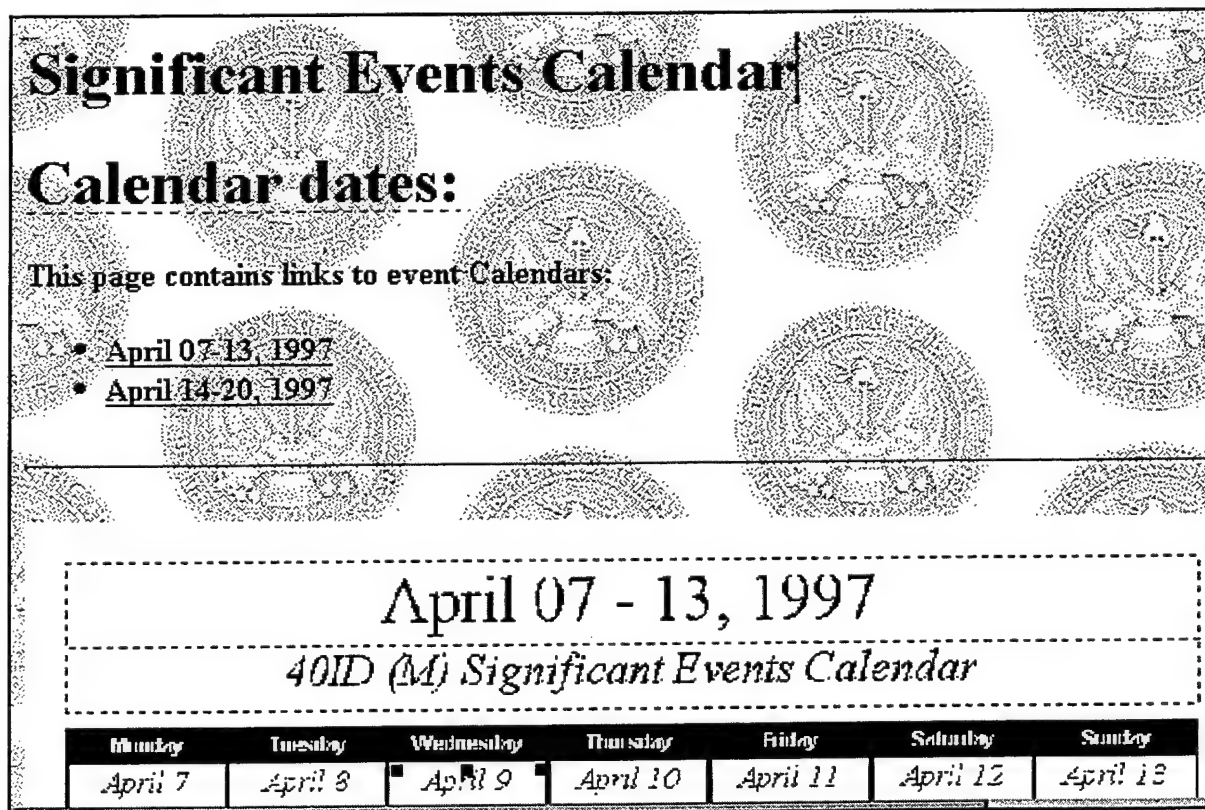 Significant Events Calendar
Calendar dates:
This page contains links to event Calendars:
• April 07-13, 1997
• April 14-20, 1997
April 07 - 13, 1997
40ID (M) Significant Events Calendar
Monday Tuesday Wednesday Thursday Friday Saturday Sunday
April 7 April 8 April 9 April 10 April 11 April 12 April 13